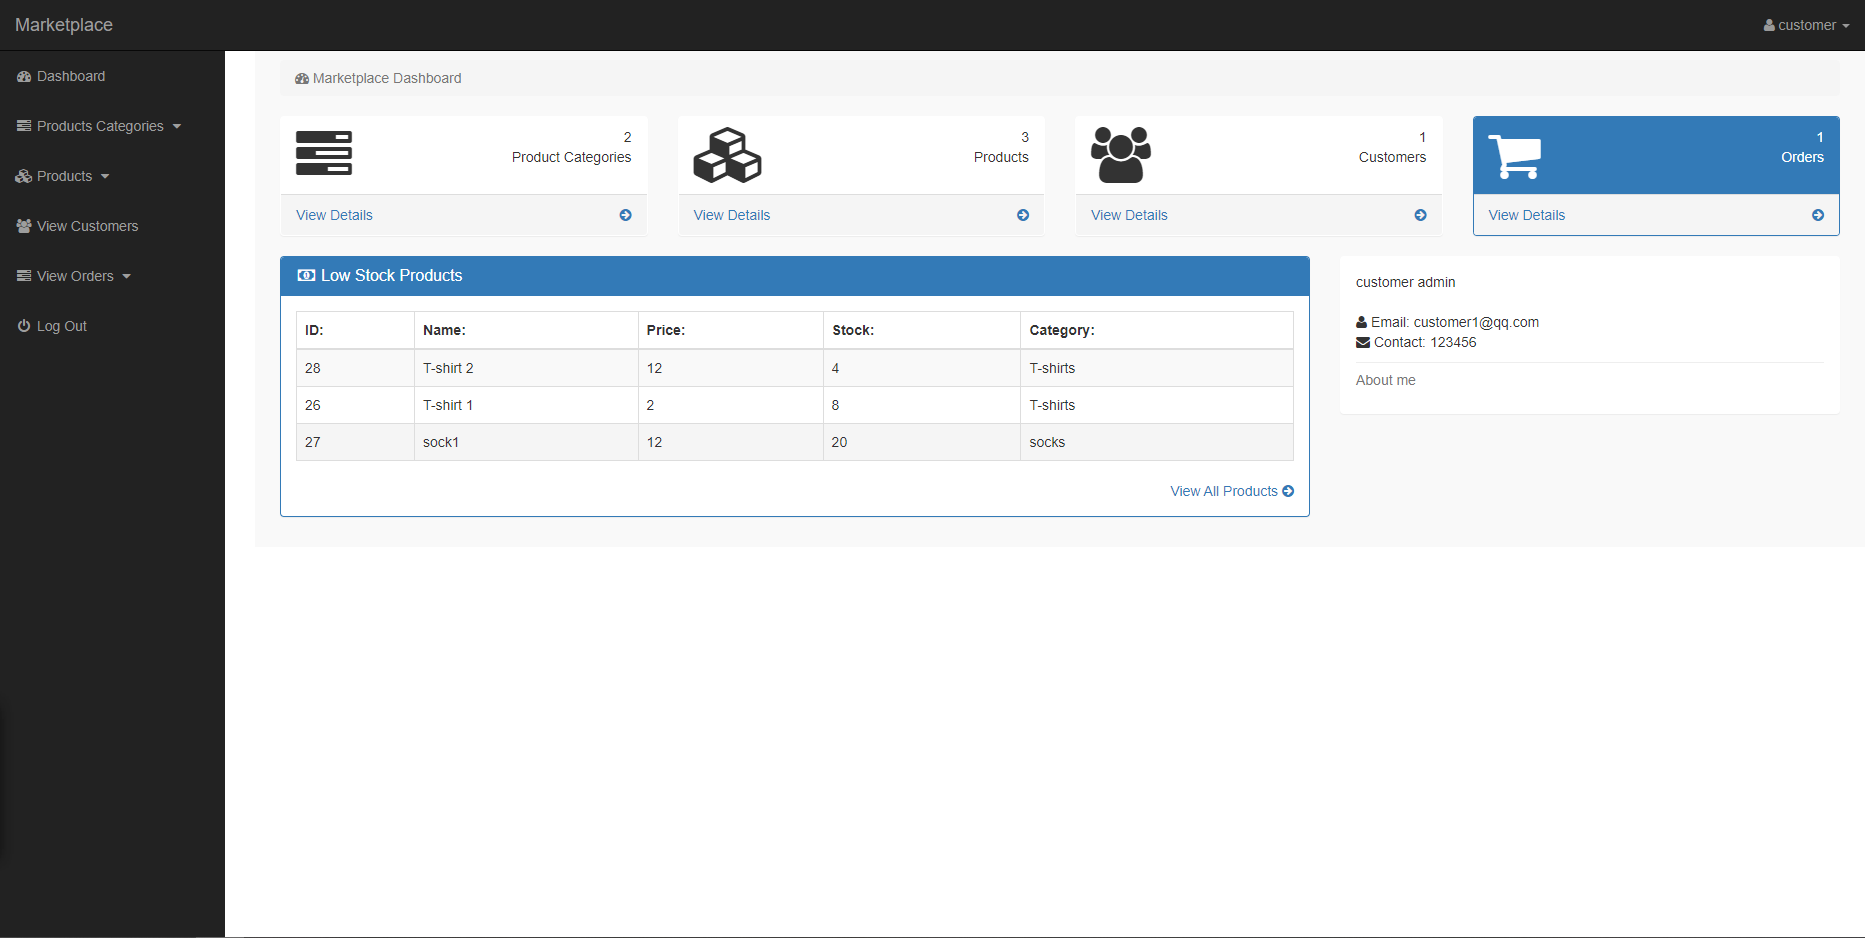 Marketplace
customer
Dashboard
Products Categories
Products
View Customers
View Orders
Log Out
Marketplace Dashboard
2
Product Categories
View Details
3
Products
View Details
1
Customers
View Details
1
Orders
View Details
Low Stock Products
ID: Name: Price: Stock: Category:
28 T-shirt 2 12 4 T-shirts
26 T-shirt 1 2 8 T-shirts
27 sock1 12 20 socks
View All Products
customer admin
Email: customer1@qq.com
Contact: 123456
About me